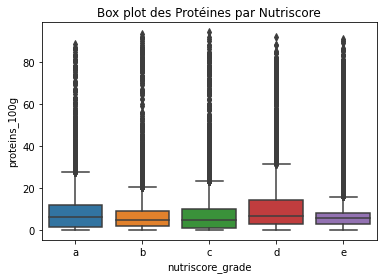 Box plot des Protéines par Nutriscore
proteins_100g
80
60
40
20
0
a b c d e
nutriscore_grade